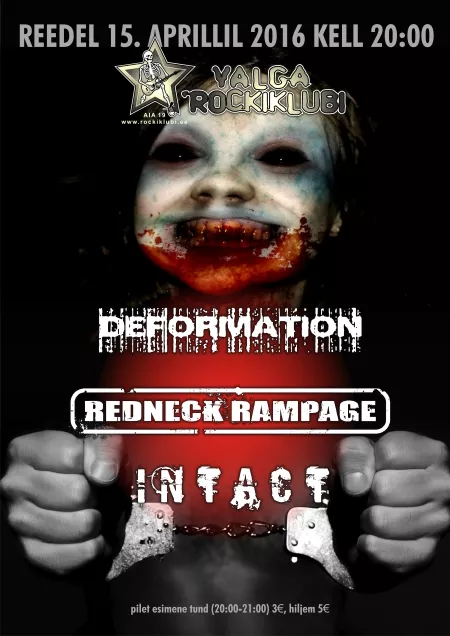 REEDEL 15. APRILLIL 2016 KELL 20:00
VALGA
ROCKIKLUBI
AIA 19
www.rockiklubi.ee
DEFORMATION
REDNECK RAMPAGE
INTACT
pilet esimene tund (20:00-21:00) 3€, hiljem 5€